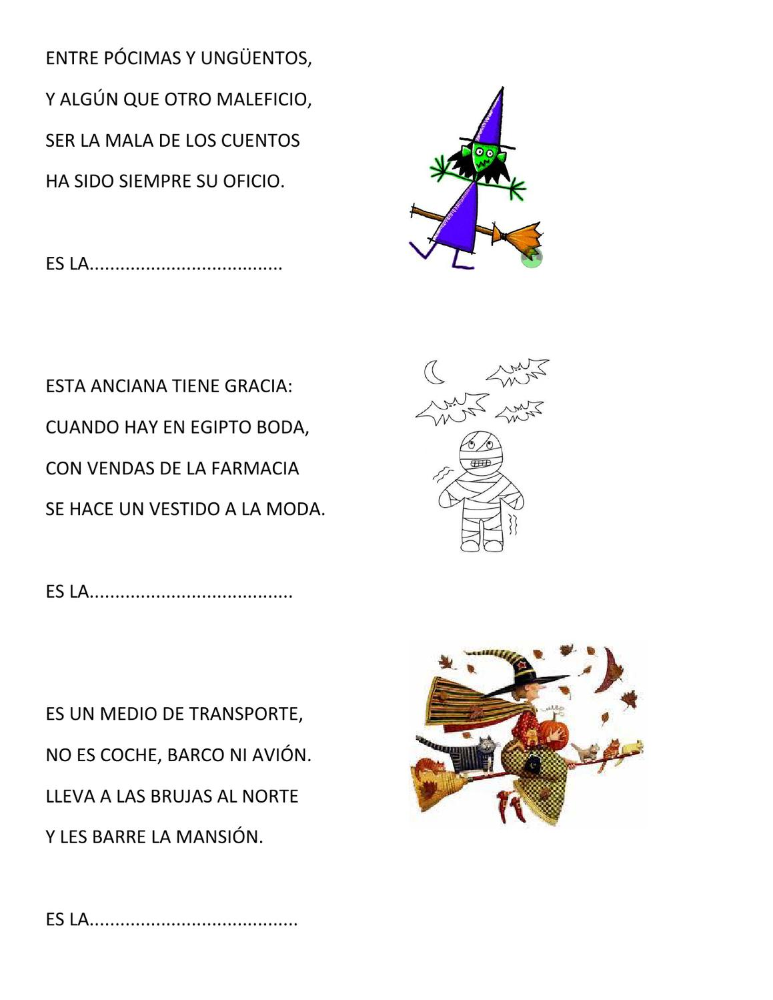 ENTRE PÓCIMAS Y UNGÜENTOS,
Y ALGÚN QUE OTRO MALEFICIO,
SER LA MALA DE LOS CUENTOS
HA SIDO SIEMPRE SU OFICIO.
ES LA......................................
ESTA ANCIANA TIENE GRACIA:
CUANDO HAY EN EGIPTO BODA,
CON VENDAS DE LA FARMACIA
SE HACE UN VESTIDO A LA MODA.
ES LA........................................
ES UN MEDIO DE TRANSPORTE,
NO ES COCHE, BARCO NI AVIÓN.
LLEVA A LAS BRUJAS AL NORTE
Y LES BARRE LA MANSIÓN.
ES LA.........................................